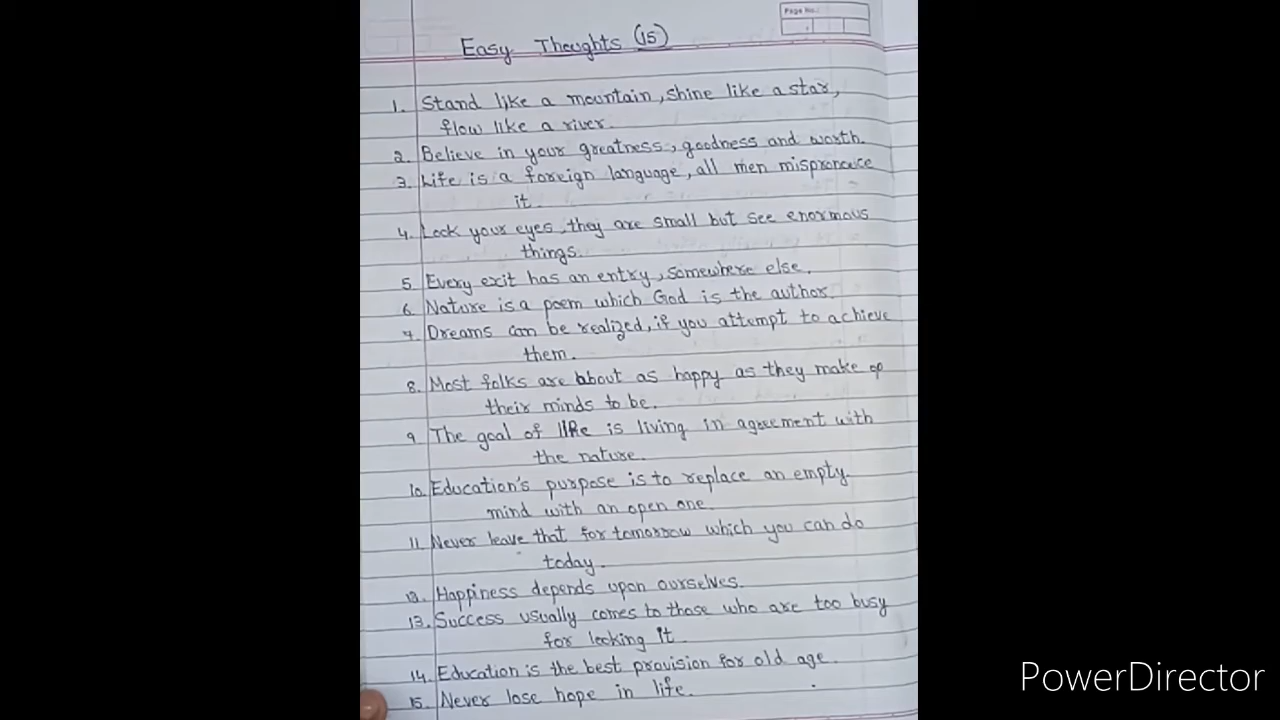 Page No.:
Easy Thoughts (15)
1. Stand like a mountain, shine like a star,
flow like a river.
2. Believe in your greatness, goodness and worth.
3. Life is a foreign language, all men mispronouce
it.
4. Look your eyes, they are small but see enormous
things.
5. Every exit has an entry, somewhere else.
6. Nature is a poem which God is the author.
7. Dreams can be realized, if you attempt to achieve
them.
8. Most folks are about as happy as they make up
their minds to be.
9. The goal of life is living in agreement with
the nature.
10. Education's purpose is to replace an empty
mind with an open one.
11. Never leave that for tomorrow which you can do
today.
12. Happiness depends upon ourselves.
13. Success usually comes to those who are too busy
for looking it.
14. Education is the best provision for old age.
15. Never lose hope in life.
PowerDirector